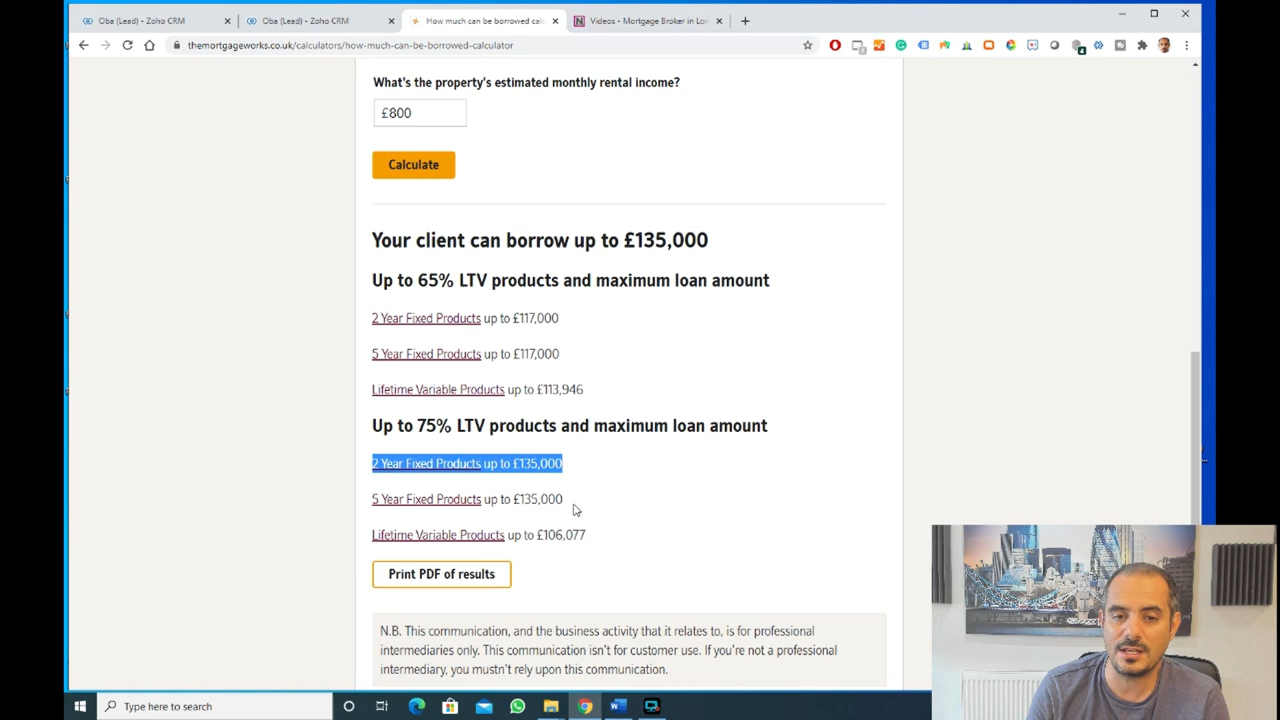 Oba (Lead) - Zoho CRM
Oba (Lead) - Zoho CRM
How much can be borrowed calc
Videos - Mortgage Broker in Lon
themortgageworks.co.uk/calculators/how-much-can-be-borrowed-calculator
What's the property's estimated monthly rental income?
£800
Calculate
Your client can borrow up to £135,000
Up to 65% LTV products and maximum loan amount
2 Year Fixed Products up to £117,000
5 Year Fixed Products up to £117,000
Lifetime Variable Products up to £113,946
Up to 75% LTV products and maximum loan amount
2 Year Fixed Products up to £135,000
5 Year Fixed Products up to £135,000
Lifetime Variable Products up to £106,077
Print PDF of results
N.B. This communication, and the business activity that it relates to, is for professional
intermediaries only. This communication isn't for customer use. If you're not a professional
intermediary, you mustn't rely upon this communication.
Type here to search